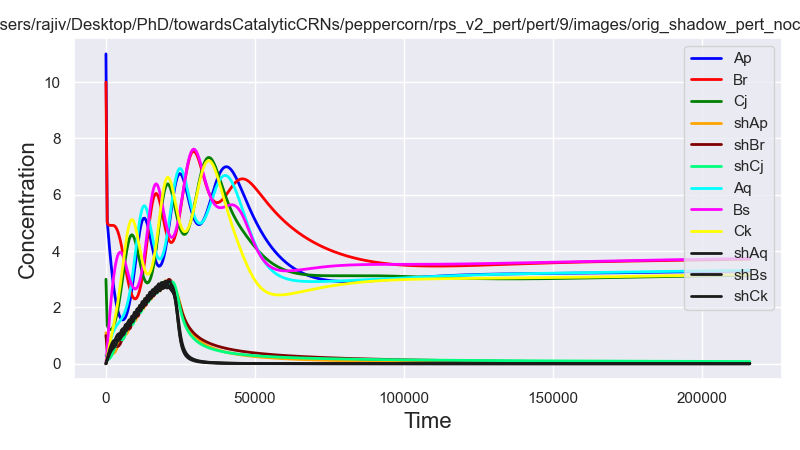 sers/rajiv/Desktop/PhD/towardsCatalyticCRNs/peppercorn/rps_v2_pert/pert/9/images/orig_shadow_pert_noc
Concentration
10
8
6
4
2
0
0
50000
100000
150000
200000
Time
Ap
Br
Cj
shAp
shBr
shCj
Aq
Bs
Ck
shAq
shBs
shCk